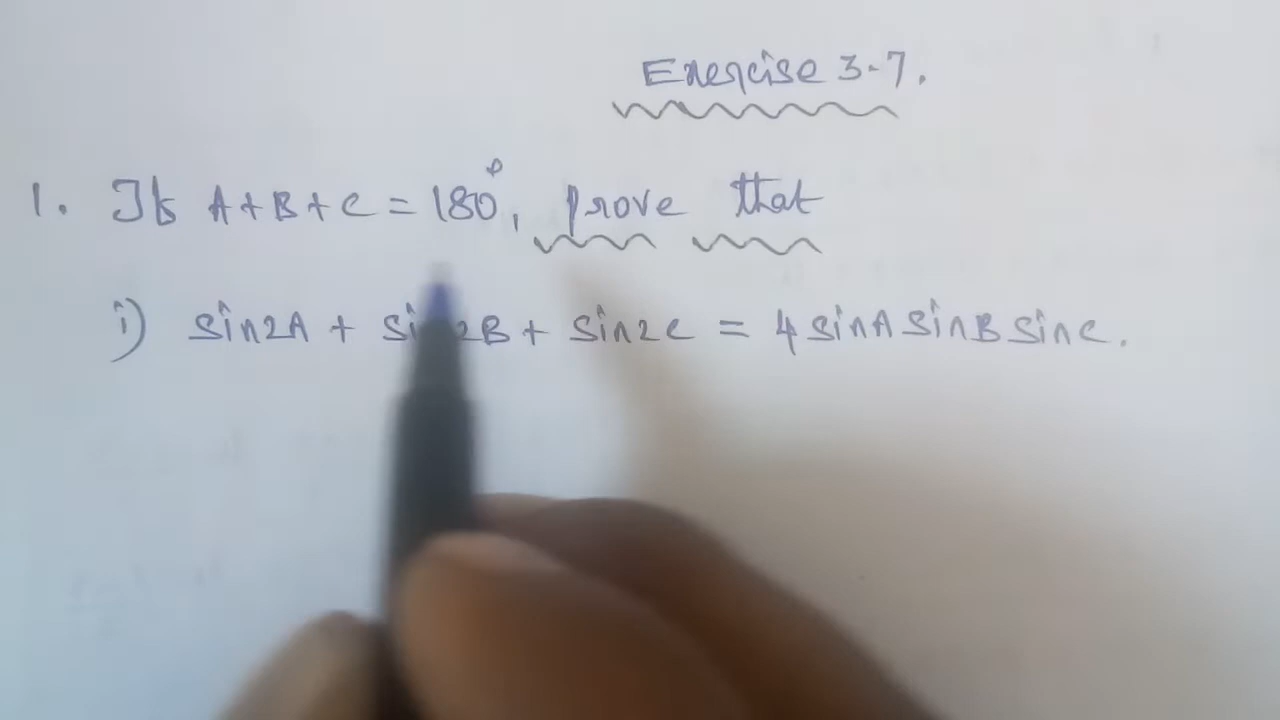 Exercise 3.7.
1. If A+B+C = 180°, prove that
i) sin2A + sin2B + sin2C = 4 sinA sinB sinC.